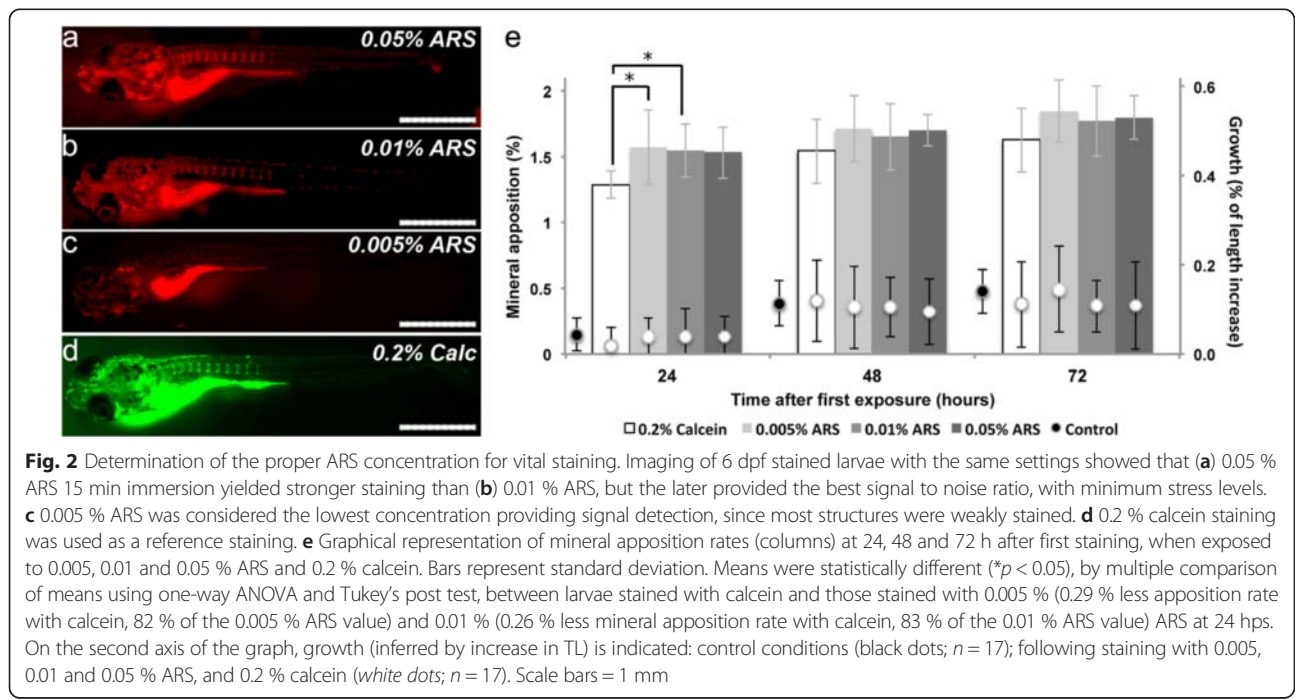 a
0.05% ARS
b
0.01% ARS
c
0.005% ARS
d
0.2% Calc
e
*
*
2
1.5
1
0.5
0
Mineral apposition (%)
0.6
0.4
0.2
0.0
Growth (% of length increase)
24
48
72
Time after first exposure (hours)
0.2% Calcein
0.005% ARS
0.01% ARS
0.05% ARS
Control
Fig. 2 Determination of the proper ARS concentration for vital staining. Imaging of 6 dpf stained larvae with the same settings showed that (a) 0.05 %
ARS 15 min immersion yielded stronger staining than (b) 0.01 % ARS, but the later provided the best signal to noise ratio, with minimum stress levels.
c 0.005 % ARS was considered the lowest concentration providing signal detection, since most structures were weakly stained. d 0.2 % calcein staining
was used as a reference staining. e Graphical representation of mineral apposition rates (columns) at 24, 48 and 72 h after first staining, when exposed
to 0.005, 0.01 and 0.05 % ARS and 0.2 % calcein. Bars represent standard deviation. Means were statistically different (*p < 0.05), by multiple comparison
of means using one-way ANOVA and Tukey's post test, between larvae stained with calcein and those stained with 0.005 % (0.29 % less apposition rate
with calcein, 82 % of the 0.005 % ARS value) and 0.01 % (0.26 % less mineral apposition rate with calcein, 83 % of the 0.01 % ARS value) ARS at 24 hps.
On the second axis of the graph, growth (inferred by increase in TL) is indicated: control conditions (black dots; n = 17); following staining with 0.005,
0.01 and 0.05 % ARS, and 0.2 % calcein (white dots; n = 17). Scale bars = 1 mm